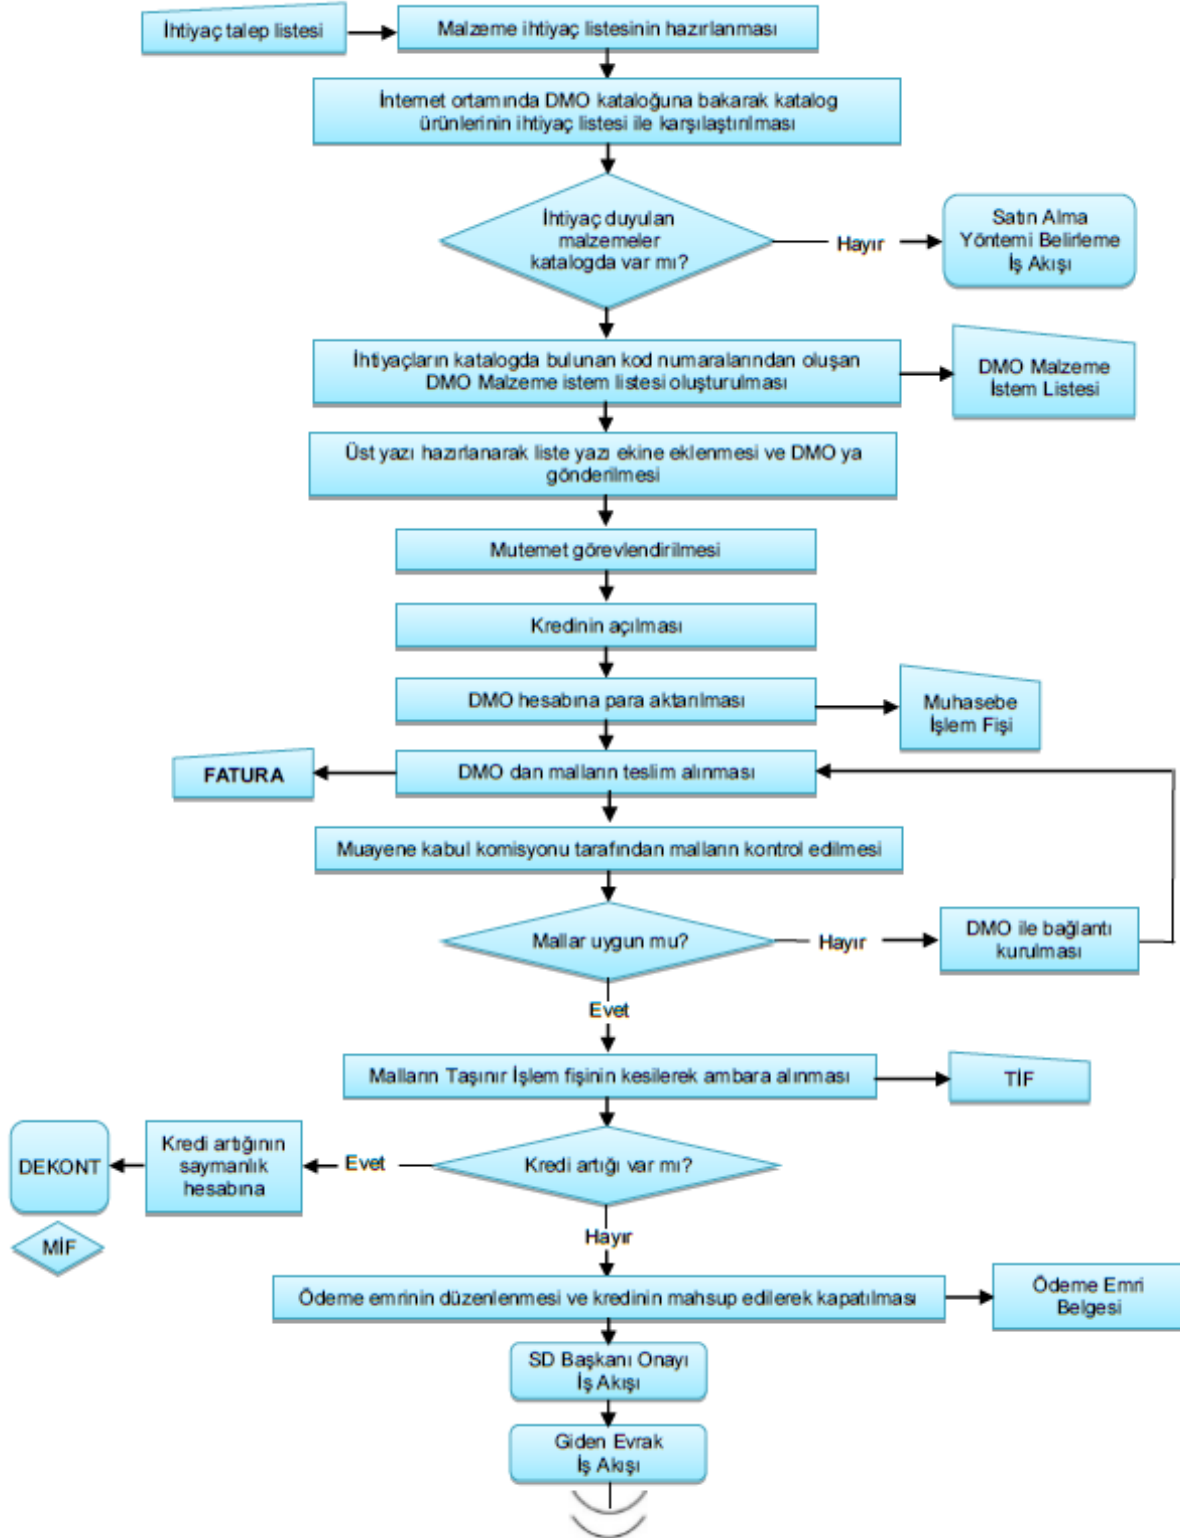 İhtiyaç talep listesi
Malzeme ihtiyaç listesinin hazırlanması
İnternet ortamında DMO kataloğuna bakarak katalog
ürünlerinin ihtiyaç listesi ile karşılaştırılması
İhtiyaç duyulan
malzemeler
katalogda var mı?
Hayır
Satın Alma
Yöntemi Belirleme
İş Akışı
İhtiyaçların katalogda bulunan kod numaralarından oluşan
DMO Malzeme istem listesi oluşturulması
DMO Malzeme
İstem Listesi
Üst yazı hazırlanarak liste yazı ekine eklenmesi ve DMO ya
gönderilmesi
Mutemet görevlendirilmesi
Kredinin açılması
DMO hesabına para aktarılması
Muhasebe
İşlem Fişi
FATURA
DMO dan malların teslim alınması
Muayene kabul komisyonu tarafından malların kontrol edilmesi
Mallar uygun mu?
Hayır
DMO ile bağlantı
kurulması
Evet
Malların Taşınır İşlem fişinin kesilerek ambara alınması
TİF
DEKONT
Kredi artığının
saymanlık
hesabına
Evet
Kredi artığı var mı?
MİF
Hayır
Ödeme emrinin düzenlenmesi ve kredinin mahsup edilerek kapatılması
Ödeme Emri
Belgesi
SD Başkanı Onayı
İş Akışı
Giden Evrak
İş Akışı